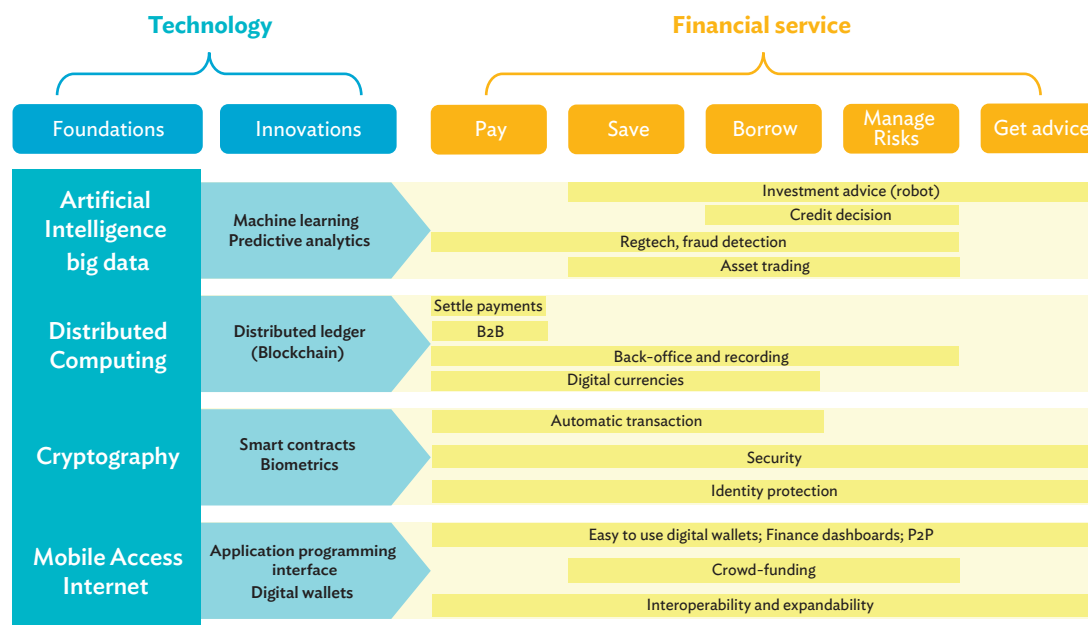 Technology
Financial service
Foundations
Innovations
Pay
Save
Borrow
Manage
Risks
Get advice
Artificial
Intelligence
big data
Machine learning
Predictive analytics
Investment advice (robot)
Credit decision
Regtech, fraud detection
Asset trading
Distributed
Computing
Distributed ledger
(Blockchain)
Settle payments
B2B
Back-office and recording
Digital currencies
Cryptography
Smart contracts
Biometrics
Automatic transaction
Security
Identity protection
Mobile Access
Internet
Application programming
interface
Digital wallets
Easy to use digital wallets; Finance dashboards; P2P
Crowd-funding
Interoperability and expandability